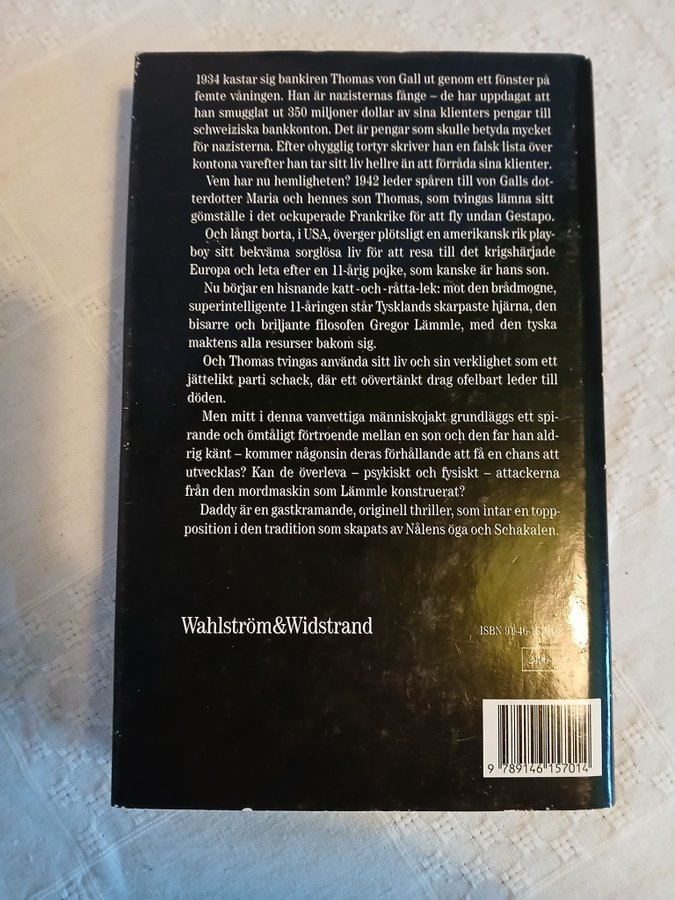 1934 kastar sig bankiren Thomas von Gall ut genom ett fönster på
femte våningen. Han är nazisternas fånge – de har uppdagat att
han smugglat ut 350 miljoner dollar av sina klienters pengar till
schweiziska bankkonton. Det är pengar som skulle betyda mycket
för nazisterna. Efter ohygglig tortyr skriver han en falsk lista över
kontona varefter han tar sitt liv hellre än att förråda sina klienter.
Vem har nu hemligheten? 1942 leder spåren till von Galls dot-
terdotter Maria och hennes son Thomas, som tvingas lämna sitt
gömställe i det ockuperade Frankrike för att fly undan Gestapo.
Och långt borta, i USA, överger plötsligt en amerikansk rik play-
boy sitt bekväma sorglösa liv för att resa till det krigshärjade
Europa och leta efter en 11-årig pojke, som kanske är hans son.
Nu börjar en hisnande katt-och-råtta-lek: mot den brådmogne,
superintelligente 11-åringen står Tysklands skarpaste hjärna, den
bisarre och briljante filosofen Gregor Lämmle, med den tyska
maktens alla resurser bakom sig.
Och Thomas tvingas använda sitt liv och sin verklighet som ett
jättelikt parti schack, där ett oövertänkt drag ofelbart leder till
döden.
Men mitt i denna vanvettiga människojakt grundläggs ett spi-
rande och ömtåligt förtroende mellan en son och den far han ald-
rig känt – kommer någonsin deras förhållande att få en chans att
utvecklas? Kan de överleva – psykiskt och fysiskt – attackerna
från den mordmaskin som Lämmle konstruerat?
Daddy är en gastkramande, originell thriller, som intar en topp-
position i den tradition som skapats av Nålens öga och Schakalen.
Wahlström&Widstrand
ISBN
9 789146 157014